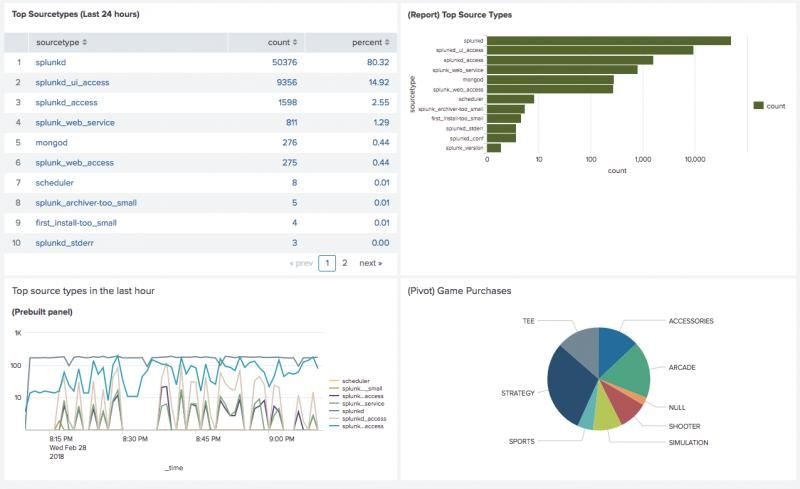 Top Sourcetypes (Last 24 hours)
sourcetype count percent
1 splunkd 50376 80.32
2 splunkd_ui_access 9356 14.92
3 splunkd_access 1598 2.55
4 splunk_web_service 811 1.29
5 mongod 276 0.44
6 splunk_web_access 275 0.44
7 scheduler 8 0.01
8 splunk_archiver-too_small 5 0.01
9 first_install-too_small 4 0.01
10 splunkd_stderr 3 0.00
« prev 1 2 next »
(Report) Top Source Types
sourcetype
splunkd
splunkd_ui_access
splunkd_access
splunk_web_service
mongod
splunk_web_access
scheduler
splunk_archiver-too_small
first_install-too_small
splunkd_stderr
splunkd_conf
splunk_version
0 10 100 1,000 10,000
count
count
Top source types in the last hour
(Prebuilt panel)
1K
100
10
8:15 PM 8:30 PM 8:45 PM 9:00 PM
Wed Feb 28
2018
_time
scheduler
splunk_..._small
splunk...access
splunk...service
splunkd
splunkd_access
splunk...access
(Pivot) Game Purchases
TEE
ACCESSORIES
ARCADE
STRATEGY
NULL
SHOOTER
SPORTS
SIMULATION